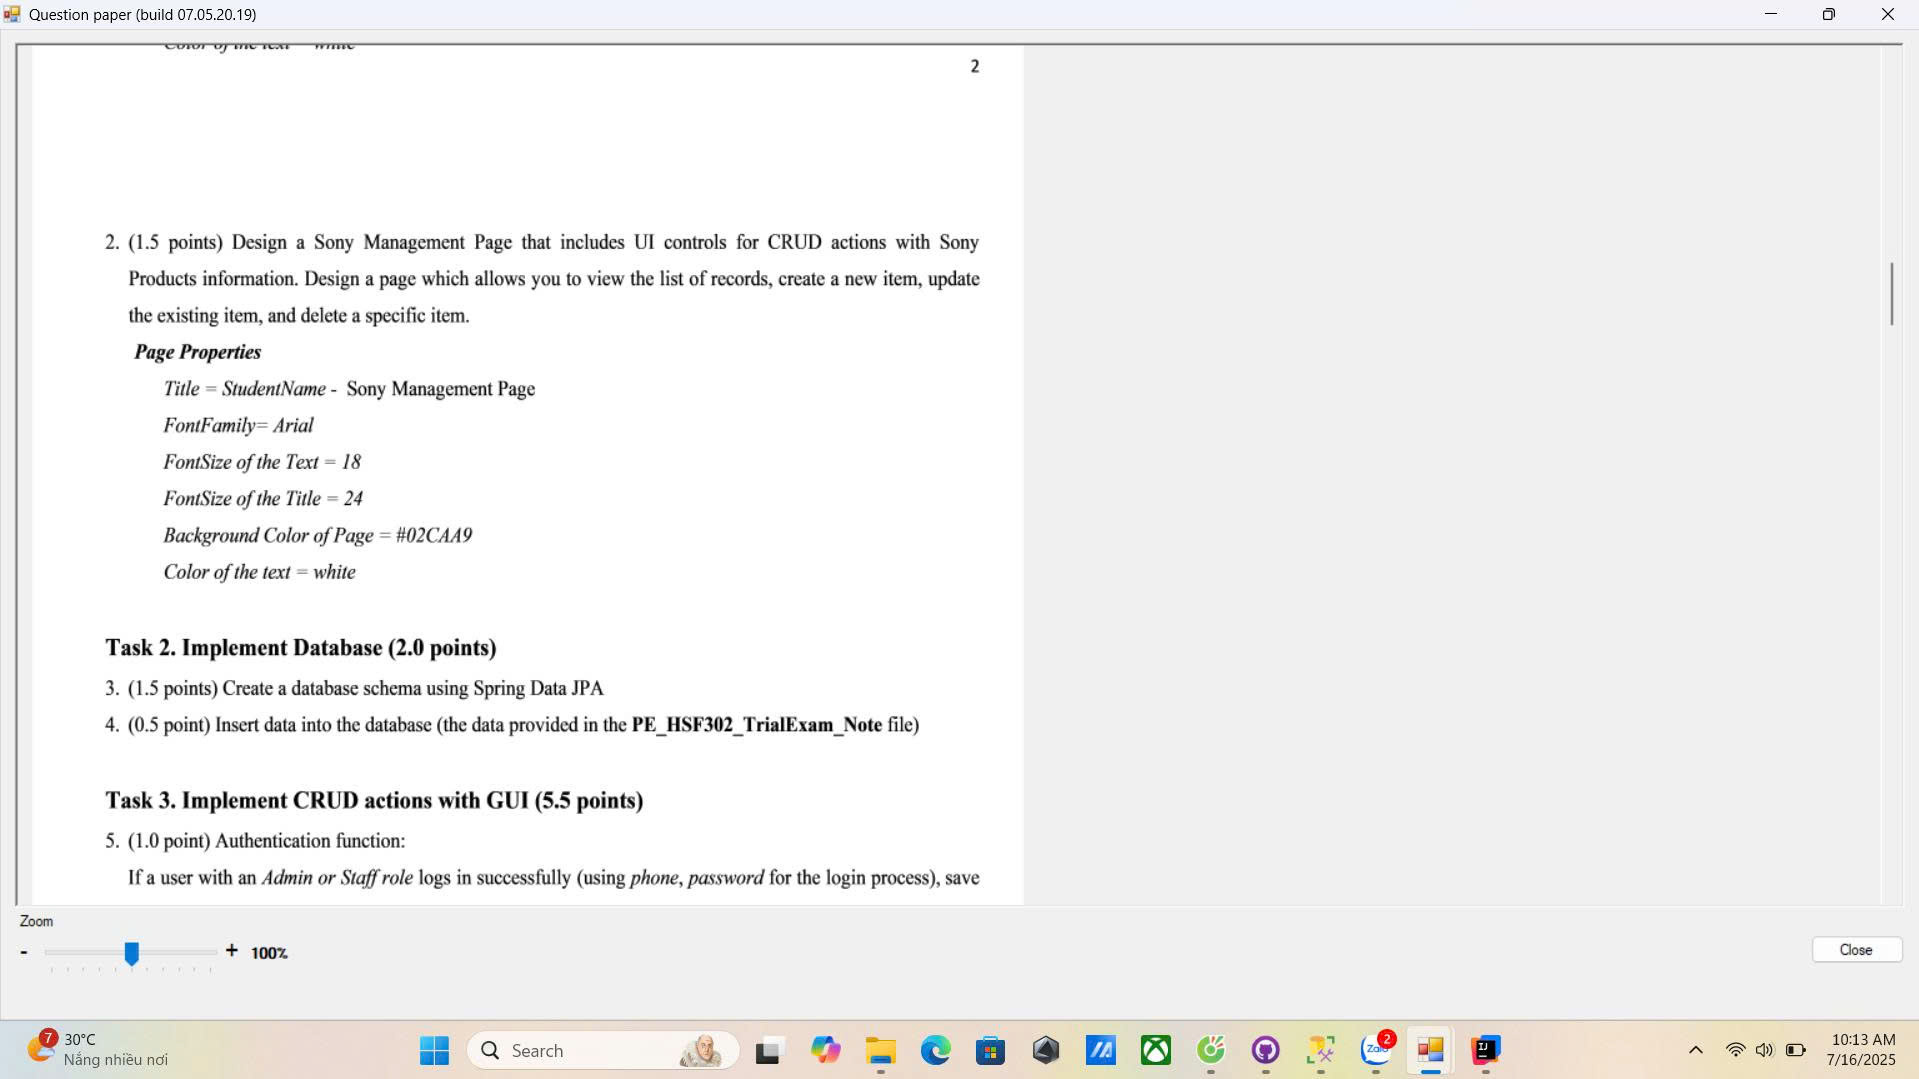 Question paper (build 07.05.20.19)
Color of the text = white
2
2. (1.5 points) Design a Sony Management Page that includes UI controls for CRUD actions with Sony
Products information. Design a page which allows you to view the list of records, create a new item, update
the existing item, and delete a specific item.
Page Properties
Title = StudentName - Sony Management Page
FontFamily= Arial
FontSize of the Text = 18
FontSize of the Title = 24
Background Color of Page = #02CAA9
Color of the text = white
Task 2. Implement Database (2.0 points)
3. (1.5 points) Create a database schema using Spring Data JPA
4. (0.5 point) Insert data into the database (the data provided in the PE_HSF302_TrialExam_Note file)
Task 3. Implement CRUD actions with GUI (5.5 points)
5. (1.0 point) Authentication function:
If a user with an Admin or Staff role logs in successfully (using phone, password for the login process), save
Zoom
- + 100%
Close
7
30°C
Nắng nhiều nơi
Search
Zalo
2
IJ
10:13 AM
7/16/2025